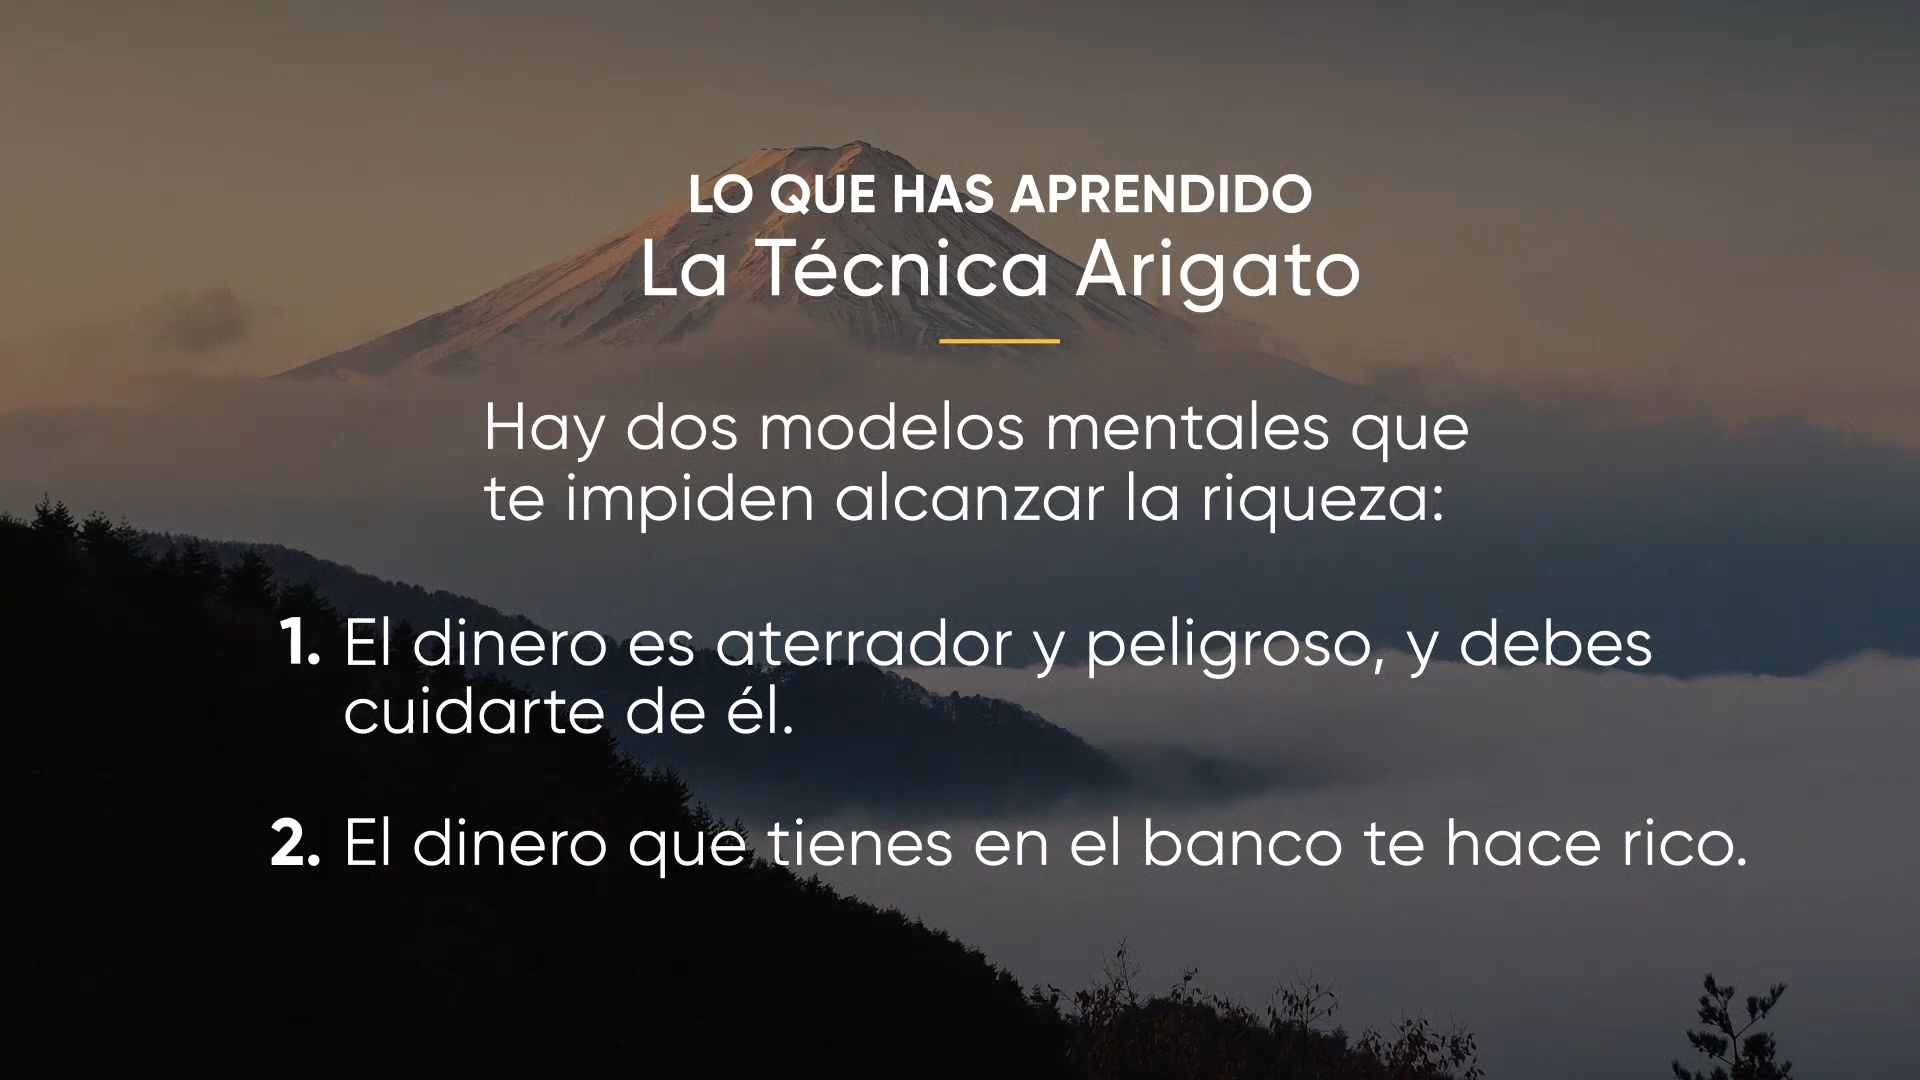 LO QUE HAS APRENDIDO
La Técnica Arigato
Hay dos modelos mentales que
te impiden alcanzar la riqueza:
1. El dinero es aterrador y peligroso, y debes
cuidarte de él.
2. El dinero que tienes en el banco te hace rico.